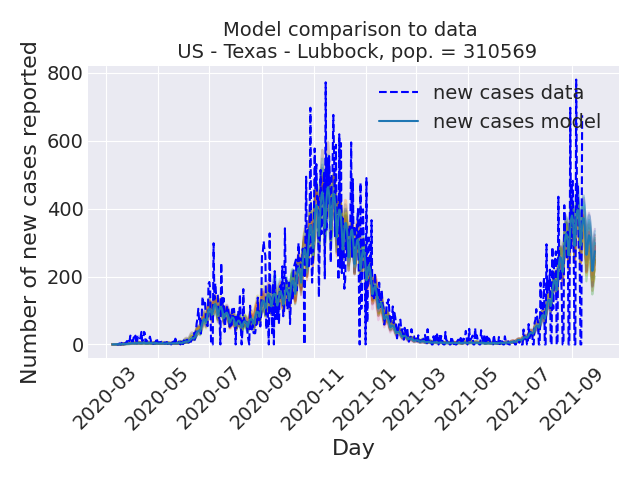 Model comparison to data
US - Texas - Lubbock, pop. = 310569
Number of new cases reported
800
600
400
200
0
new cases data
new cases model
2020-03
2020-05
2020-07
2020-09
2020-11
2021-01
2021-03
2021-05
2021-07
2021-09
Day